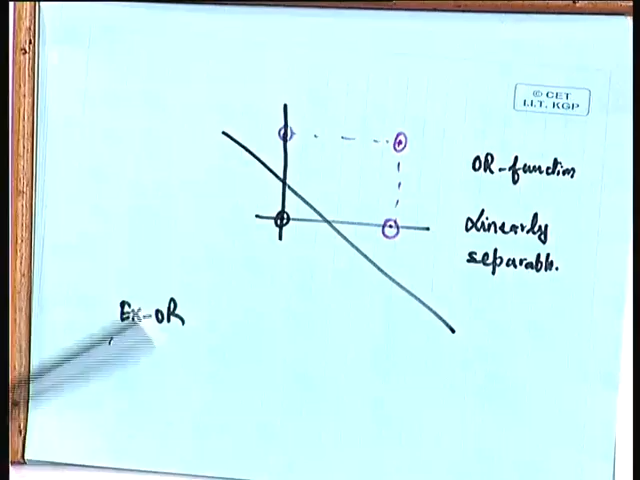 © CET
I.I.T. KGP
OR-function
Linearly
separable.
Ex-OR